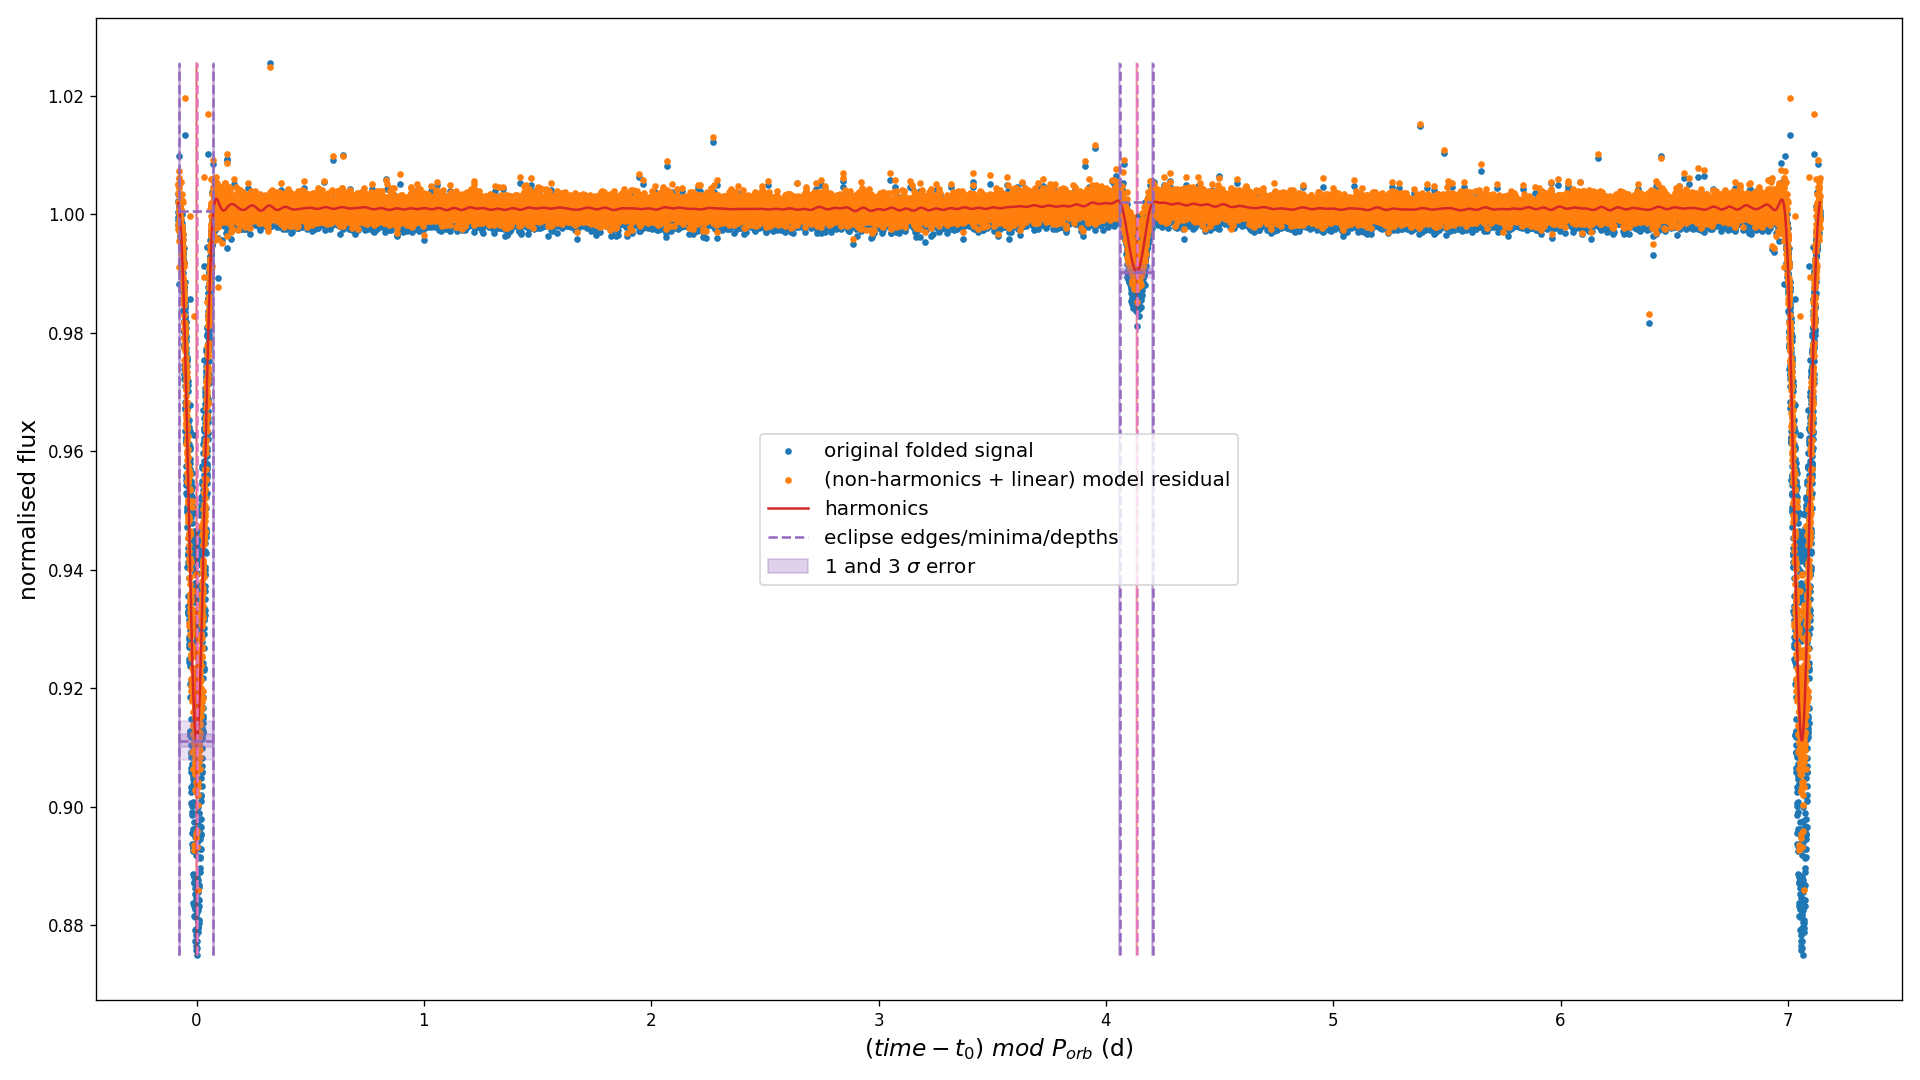 1.02
1.00
0.98
0.96
0.94
0.92
0.90
0.88
normalised flux
original folded signal
(non-harmonics + linear) model residual
harmonics
eclipse edges/minima/depths
1 and 3 σ error
0 1 2 3 4 5 6 7
(time − t₀) mod P_orb (d)